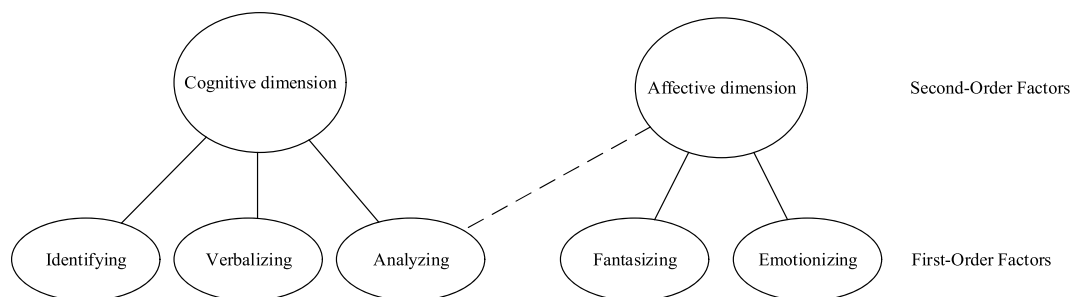 Cognitive dimension
Affective dimension
Second-Order Factors
Identifying
Verbalizing
Analyzing
Fantasizing
Emotionizing
First-Order Factors